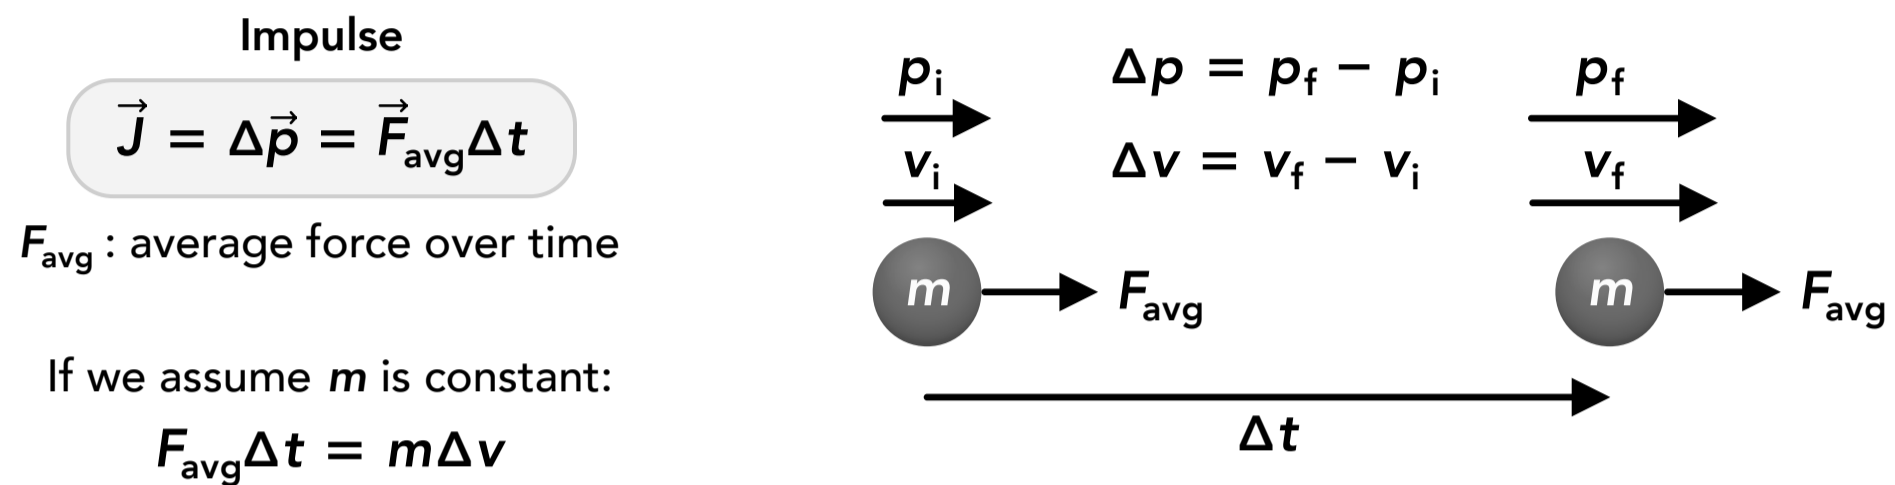 Impulse
J⃗ = Δp⃗ = F⃗avgΔt
Favg : average force over time
If we assume m is constant:
FavgΔt = mΔv
pi
Δp = pf − pi
pf
vi
Δv = vf − vi
vf
m
Favg
m
Favg
Δt